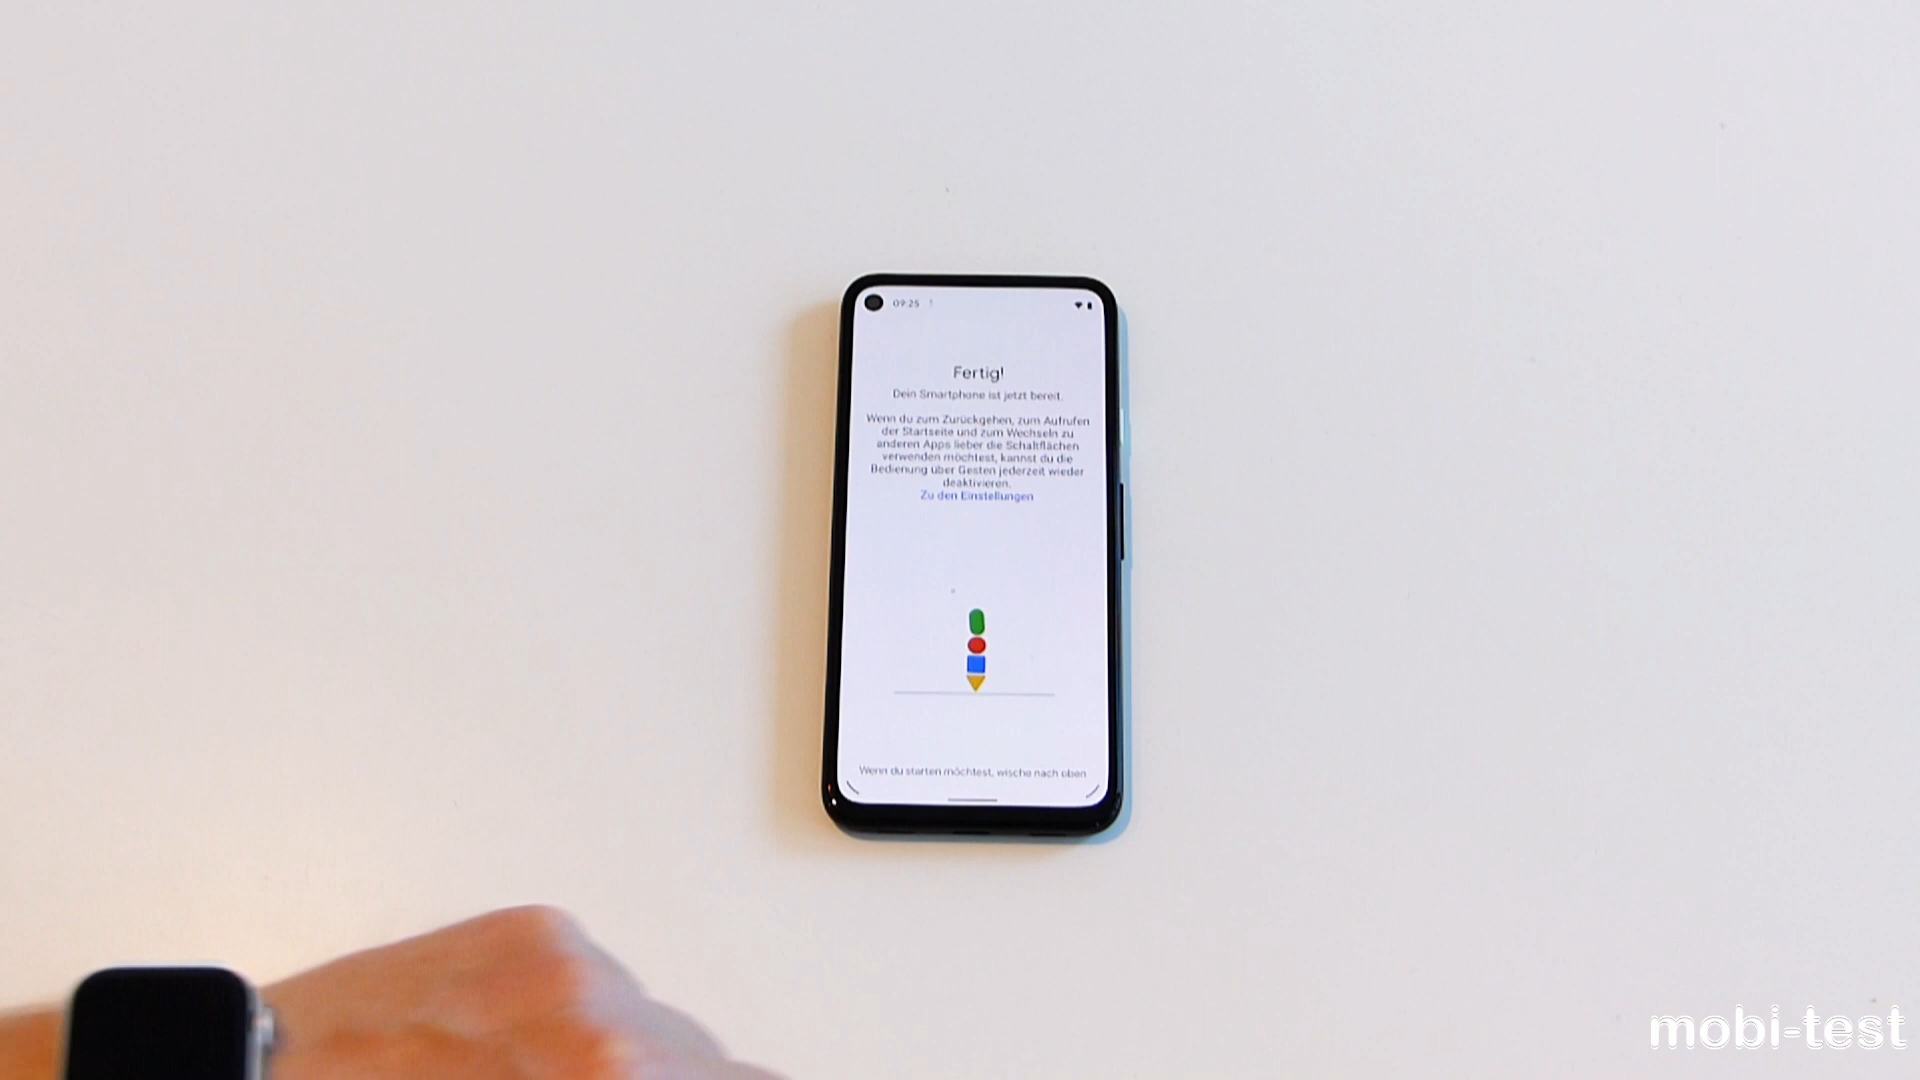 09:25
Fertig!
Dein Smartphone ist jetzt bereit.
Wenn du zum Zurückgehen, zum Aufrufen
der Startseite und zum Wechseln zu
anderen Apps lieber die Schaltflächen
verwenden möchtest, kannst du die
Bedienung über Gesten jederzeit wieder
deaktivieren.
Zu den Einstellungen
Wenn du starten möchtest, wische nach oben
mobi-test